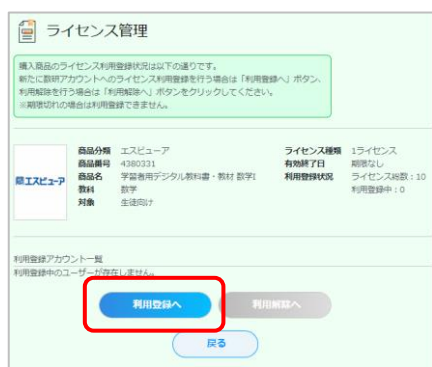 ライセンス管理
購入商品のライセンス利用登録状況は以下の通りです。
新たに数研アカウントへのライセンス利用登録を行う場合は「利用登録へ」ボタン、
利用解除を行う場合は「利用解除へ」ボタンをクリックしてください。
※期限切れの場合は利用登録できません。
商品分類 エスビューア ライセンス種類 1ライセンス
商品番号 4380331 有効終了日 期限なし
商品名 学習者用デジタル教科書・教材 数学I 利用登録状況 ライセンス総数：10
教科 数学 利用登録中：0
対象 生徒向け
エスビューア
利用登録アカウント一覧
利用登録中のユーザーが存在しません。
利用登録へ 利用解除へ
戻る